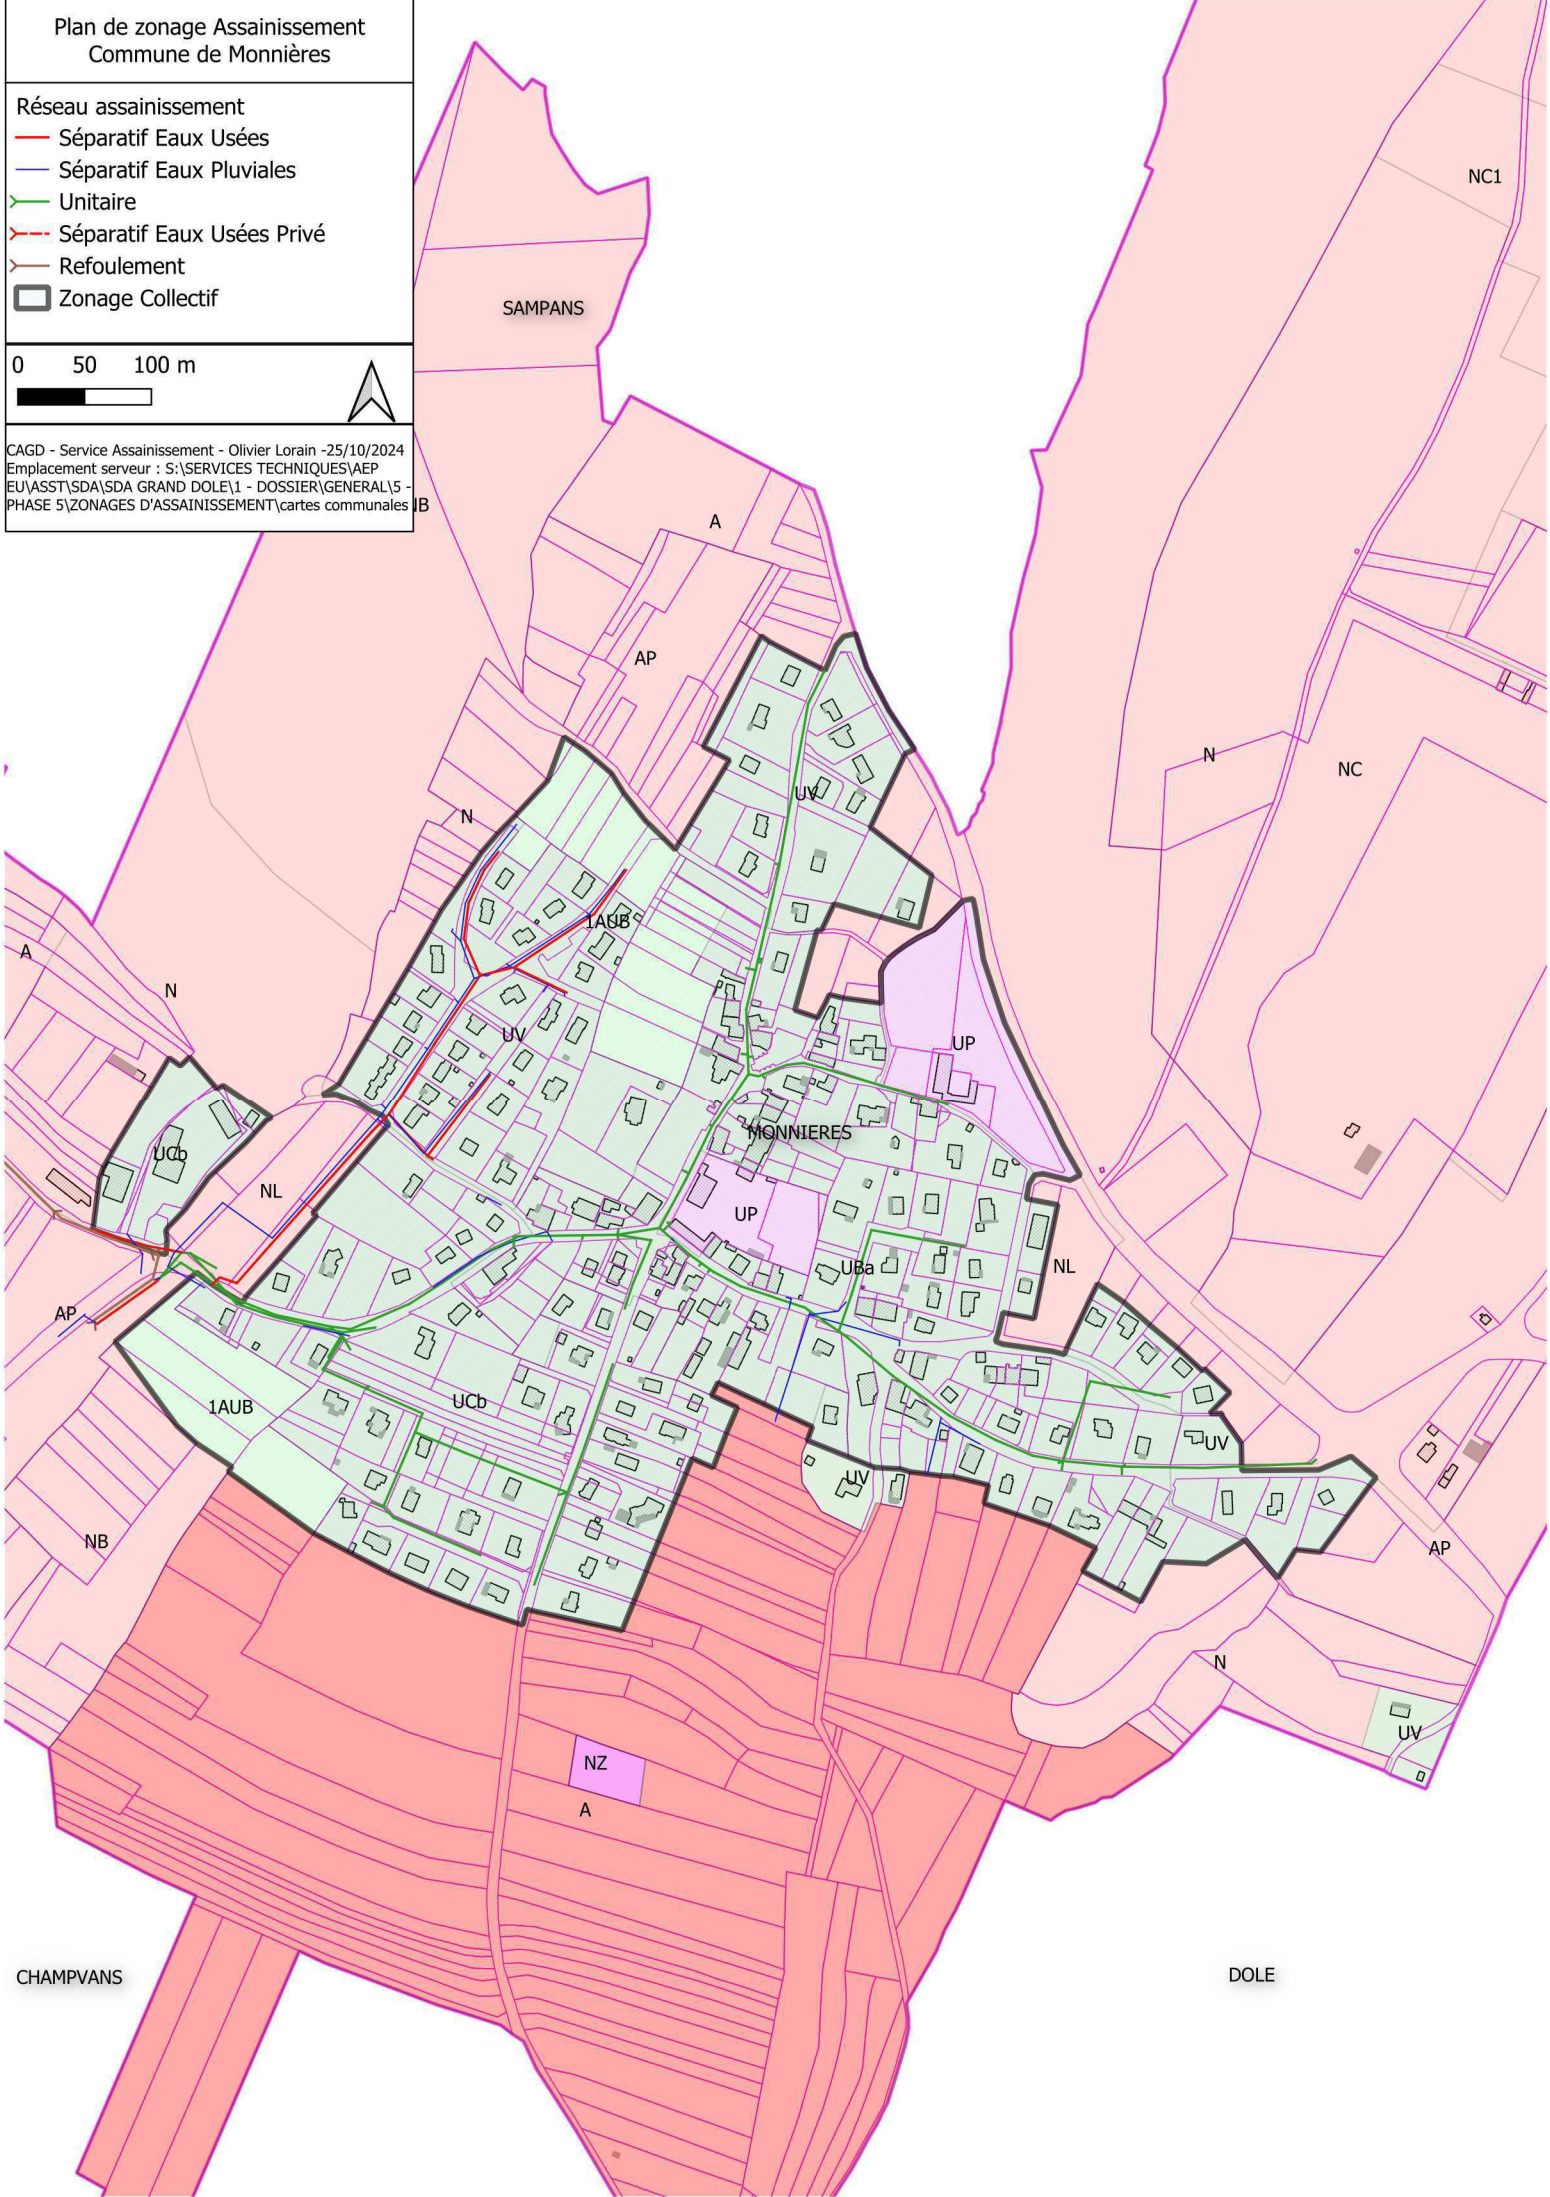 Plan de zonage Assainissement
Commune de Monnières
Réseau assainissement
Séparatif Eaux Usées
Séparatif Eaux Pluviales
Unitaire
Séparatif Eaux Usées Privé
Refoulement
Zonage Collectif
0 50 100 m
CAGD - Service Assainissement - Olivier Lorain -25/10/2024
Emplacement serveur : S:\SERVICES TECHNIQUES\AEP
EU\ASST\SDA\SDA GRAND DOLE\1 - DOSSIER\GENERAL\5 -
PHASE 5\ZONAGES D'ASSAINISSEMENT\cartes communales
NC1
SAMPANS
A
AP
N
NC
UV
N
1AUB
A
N
UV
UP
MONNIERES
UCb
NL
UP
UBa
NL
AP
UCb
1AUB
UV
UV
NB
AP
N
UV
NZ
A
CHAMPVANS
DOLE